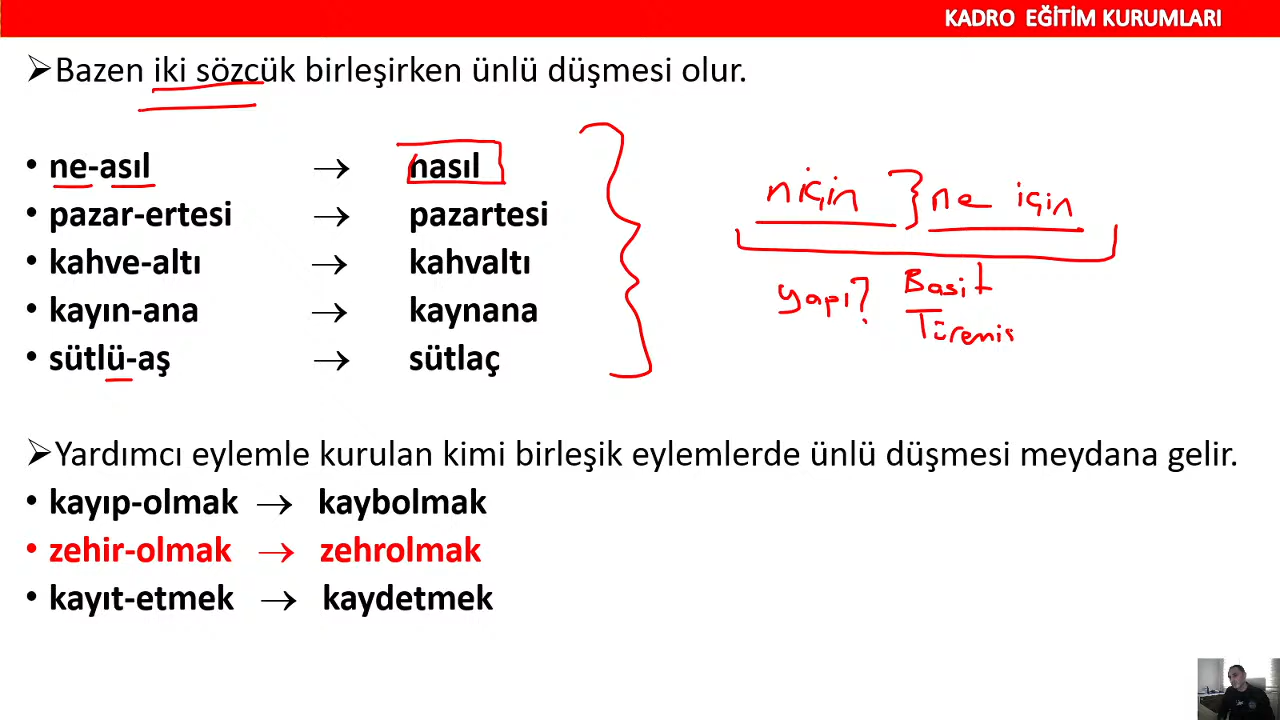 KADRO EĞİTİM KURUMLARI
➢Bazen iki sözcük birleşirken ünlü düşmesi olur.
• ne-asıl → nasıl
• pazar-ertesi → pazartesi
• kahve-altı → kahvaltı
• kayın-ana → kaynana
• sütlü-aş → sütlaç
niçin } ne için
yapı? Basit
Türemiş
➢Yardımcı eylemle kurulan kimi birleşik eylemlerde ünlü düşmesi meydana gelir.
• kayıp-olmak → kaybolmak
• zehir-olmak → zehrolmak
• kayıt-etmek → kaydetmek